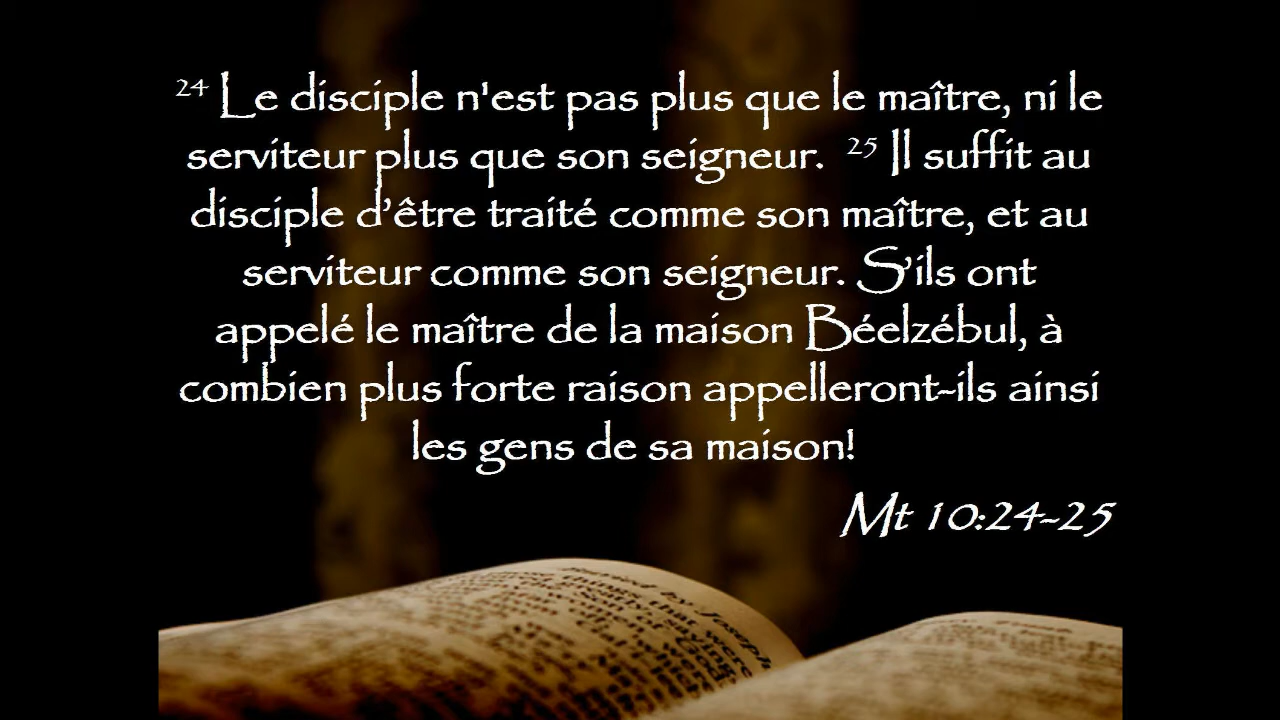 24 Le disciple n'est pas plus que le maître, ni le
serviteur plus que son seigneur. 25 Il suffit au
disciple d’être traité comme son maître, et au
serviteur comme son seigneur. S’ils ont
appelé le maître de la maison Béelzébul, à
combien plus forte raison appelleront-ils ainsi
les gens de sa maison!
Mt 10:24-25
things that were